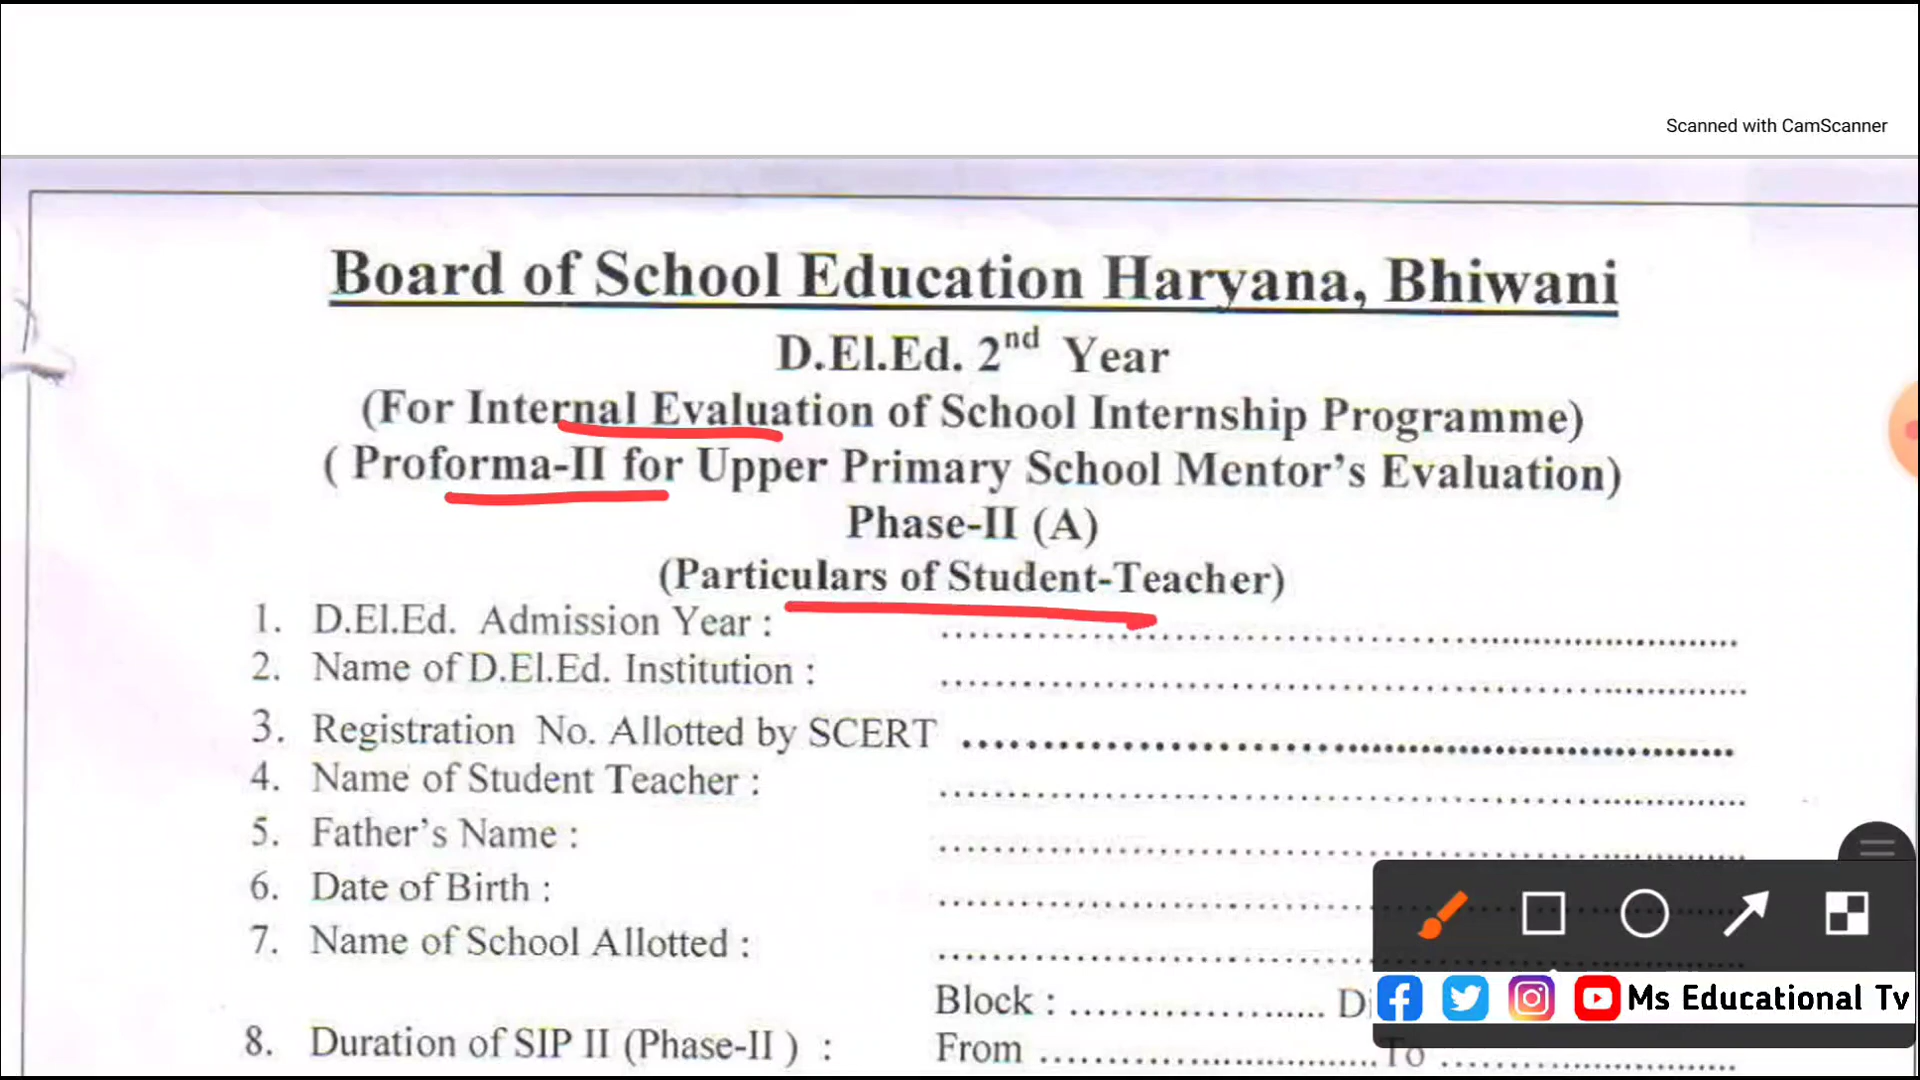 Scanned with CamScanner
Board of School Education Haryana, Bhiwani
D.El.Ed. 2nd Year
(For Internal Evaluation of School Internship Programme)
( Proforma-II for Upper Primary School Mentor's Evaluation)
Phase-II (A)
(Particulars of Student-Teacher)
1. D.El.Ed. Admission Year : ........................................
2. Name of D.El.Ed. Institution : ........................................
3. Registration No. Allotted by SCERT ........................................
4. Name of Student Teacher : ........................................
5. Father's Name : ........................................
6. Date of Birth : ........................................
7. Name of School Allotted : ........................................
Block : .................... Di
8. Duration of SIP II (Phase-II ) : From .................... To ....................
Ms Educational Tv